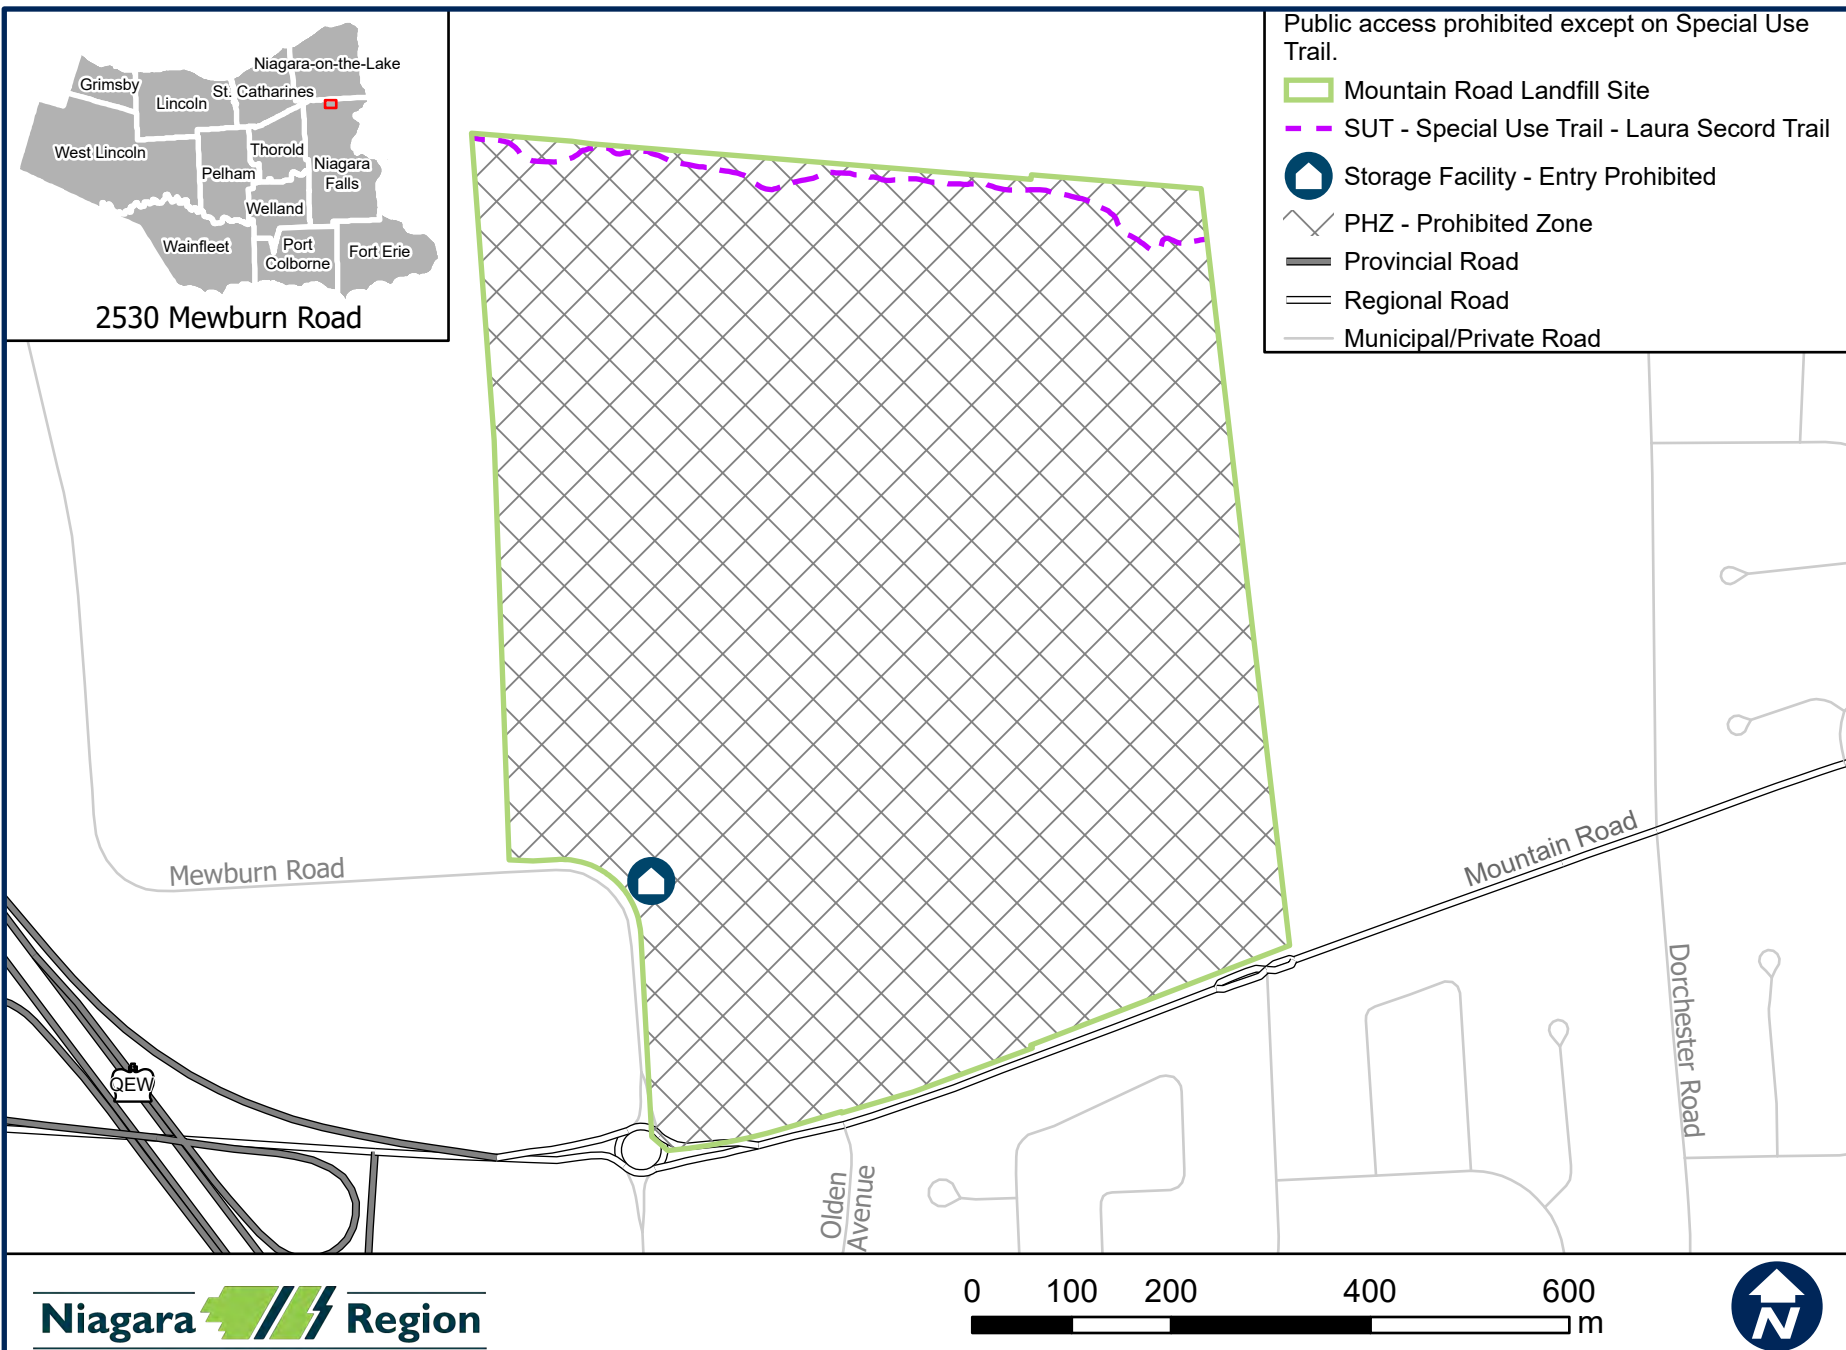 Grimsby
Lincoln
St. Catharines
Niagara-on-the-Lake
West Lincoln
Pelham
Thorold
Niagara
Falls
Welland
Wainfleet
Port
Colborne
Fort Erie
2530 Mewburn Road
Public access prohibited except on Special Use
Trail.
Mountain Road Landfill Site
SUT - Special Use Trail - Laura Secord Trail
Storage Facility - Entry Prohibited
PHZ - Prohibited Zone
Provincial Road
Regional Road
Municipal/Private Road
Mewburn Road
Mountain Road
Dorchester Road
QEW
Olden
Avenue
Niagara Region
0 100 200 400 600
m
N